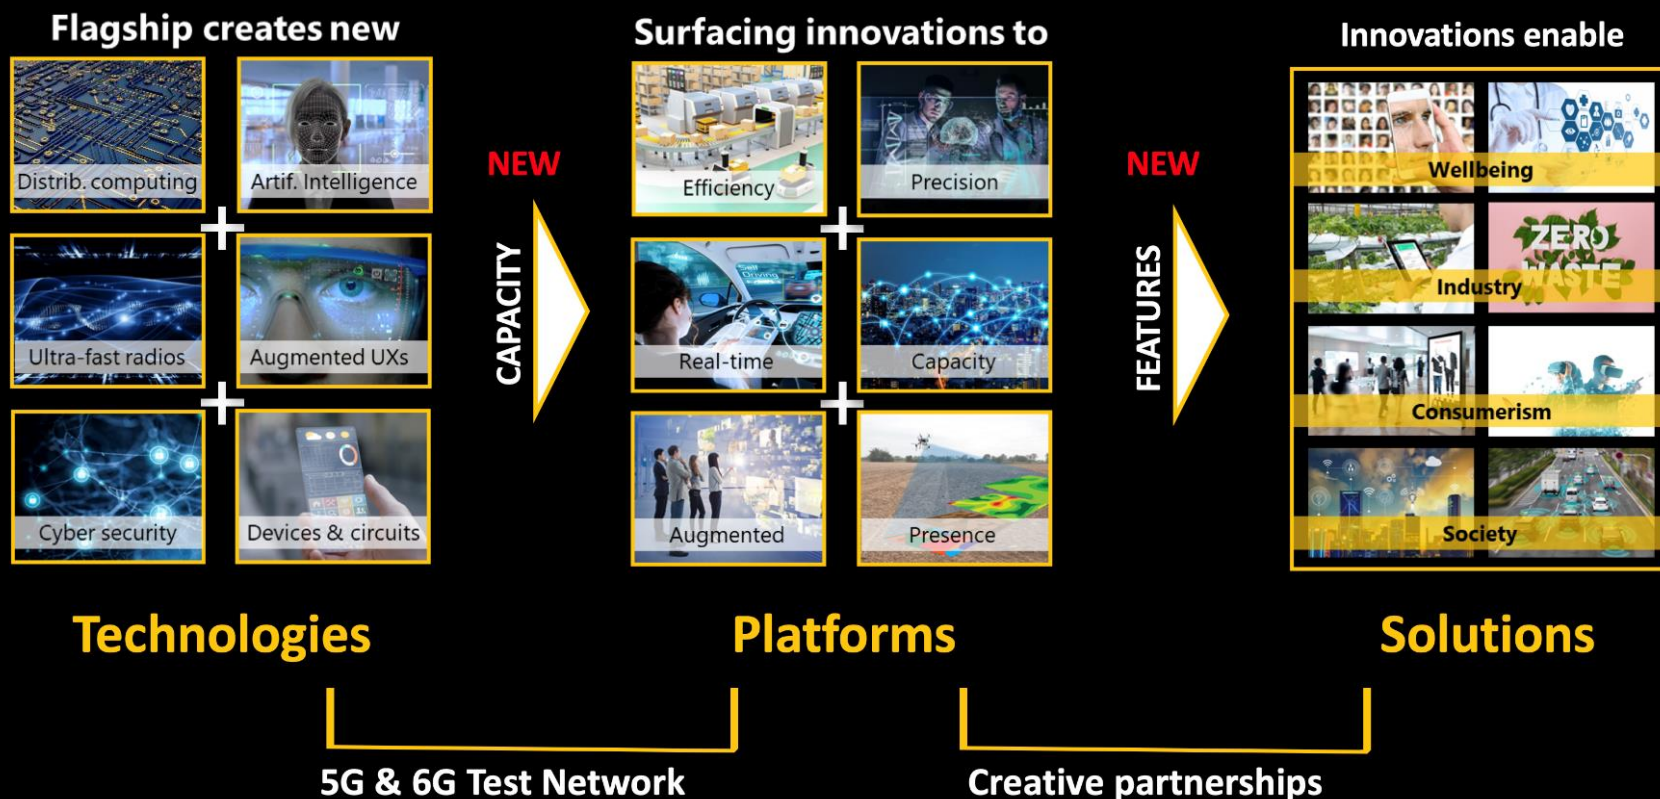 Flagship creates new
Distrib. computing
Artif. Intelligence
Ultra-fast radios
Augmented UXs
Cyber security
Devices & circuits
Technologies
NEW
CAPACITY
Surfacing innovations to
Efficiency
Precision
Real-time
Self
Driving
Capacity
Augmented
Presence
Platforms
NEW
FEATURES
Innovations enable
Wellbeing
ZERO
WASTE
Industry
Consumerism
Society
Solutions
5G & 6G Test Network
Creative partnerships